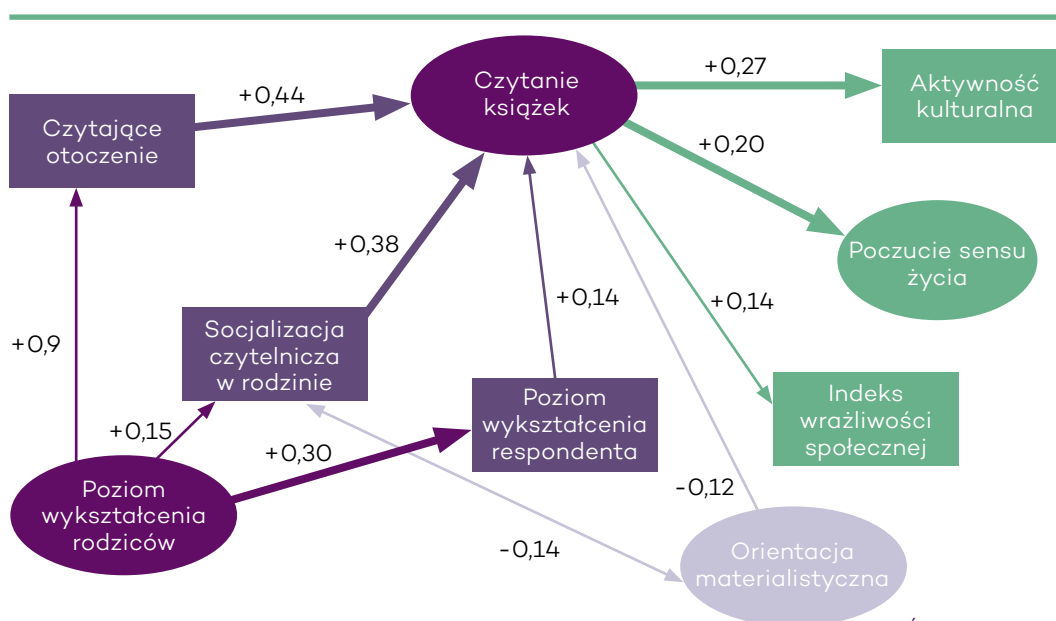 Czytanie
książek
+0,27
Aktywność
kulturalna
+0,44
Czytające
otoczenie
+0,20
Poczucie sensu
życia
+0,38
+0,14
+0,14
+0,9
Socjalizacja
czytelnicza
w rodzinie
Poziom
wykształcenia
respondenta
Indeks
wrażliwości
społecznej
+0,15
+0,30
Poziom
wykształcenia
rodziców
-0,12
-0,14
Orientacja
materialistyczna